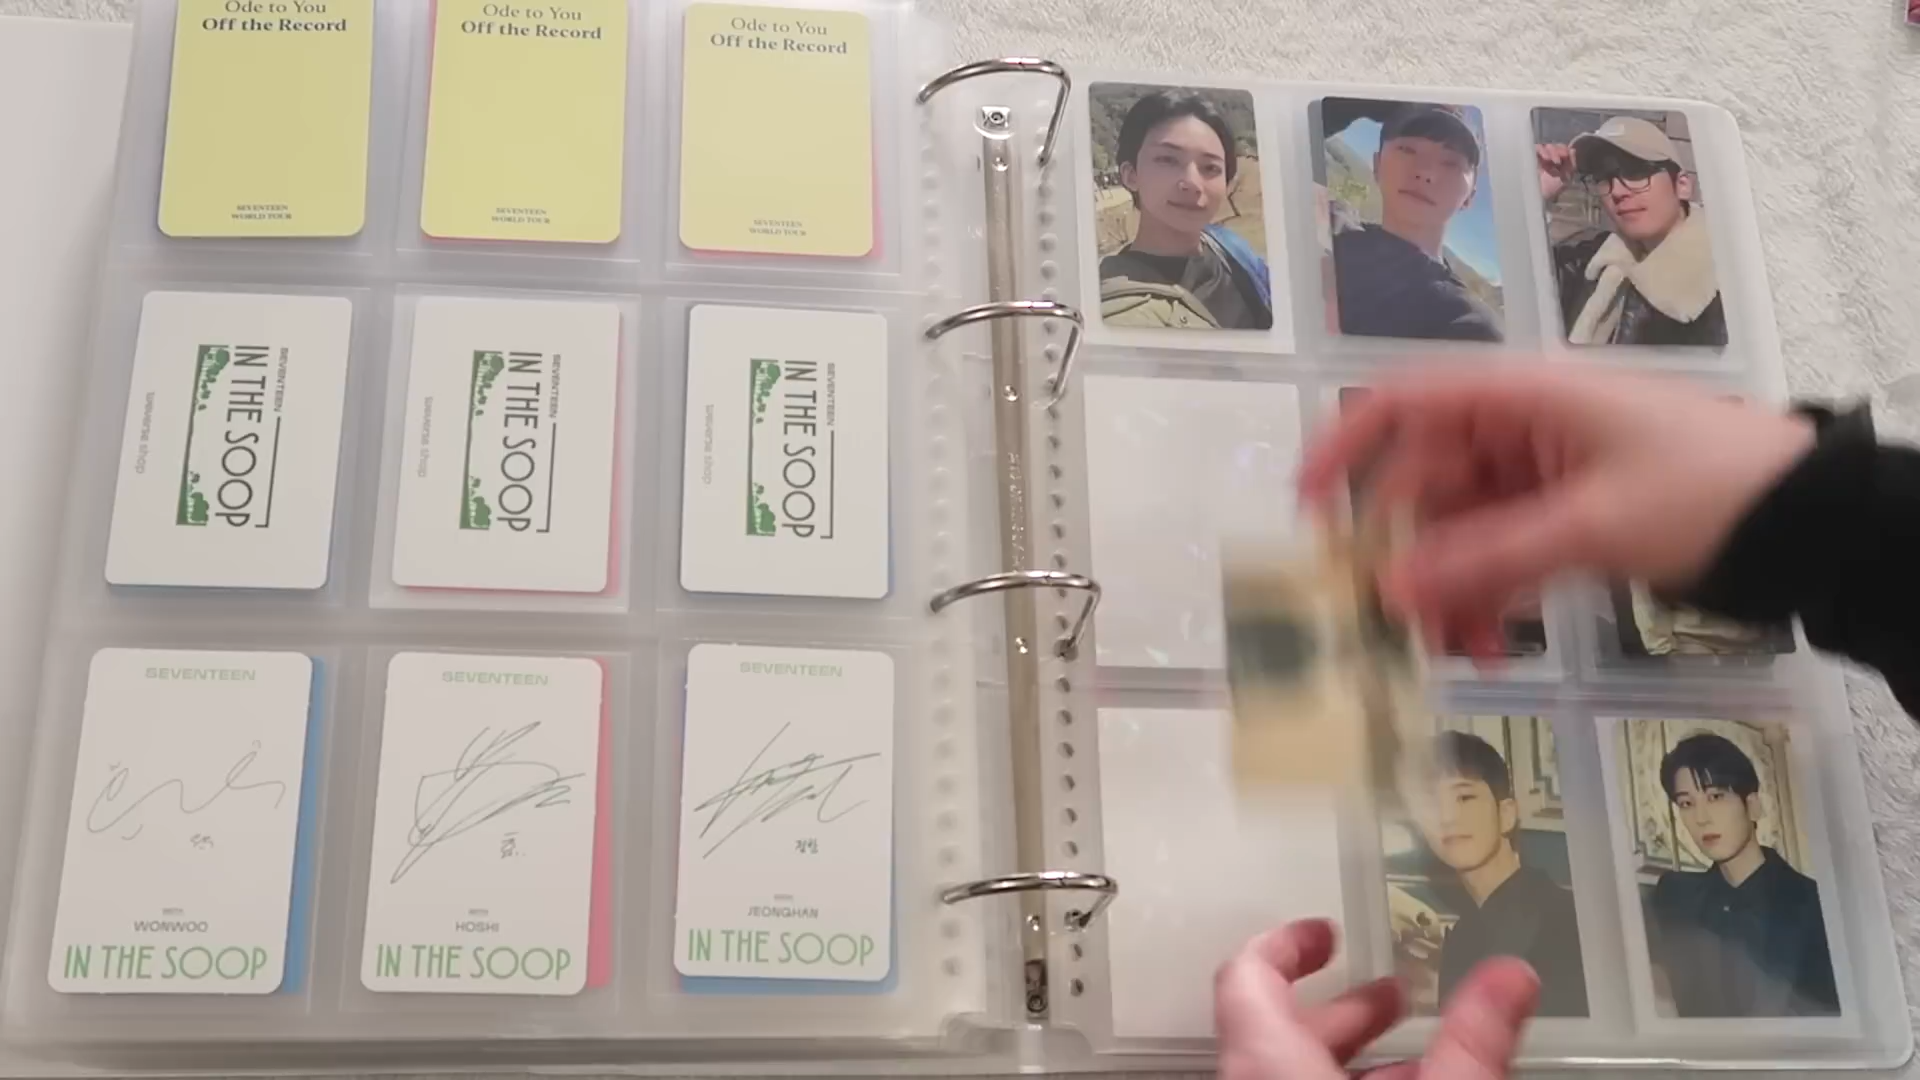 Ode to You
Off the Record
SEVENTEEN
WORLD TOUR
Ode to You
Off the Record
SEVENTEEN
WORLD TOUR
Ode to You
Off the Record
SEVENTEEN
WORLD TOUR
SEVENTEEN
IN THE SOOP
weverse shop
SEVENTEEN
IN THE SOOP
weverse shop
SEVENTEEN
IN THE SOOP
weverse shop
SEVENTEEN
WITH
WONWOO
IN THE SOOP
SEVENTEEN
WITH
HOSHI
IN THE SOOP
SEVENTEEN
정한
WITH
JEONGHAN
IN THE SOOP